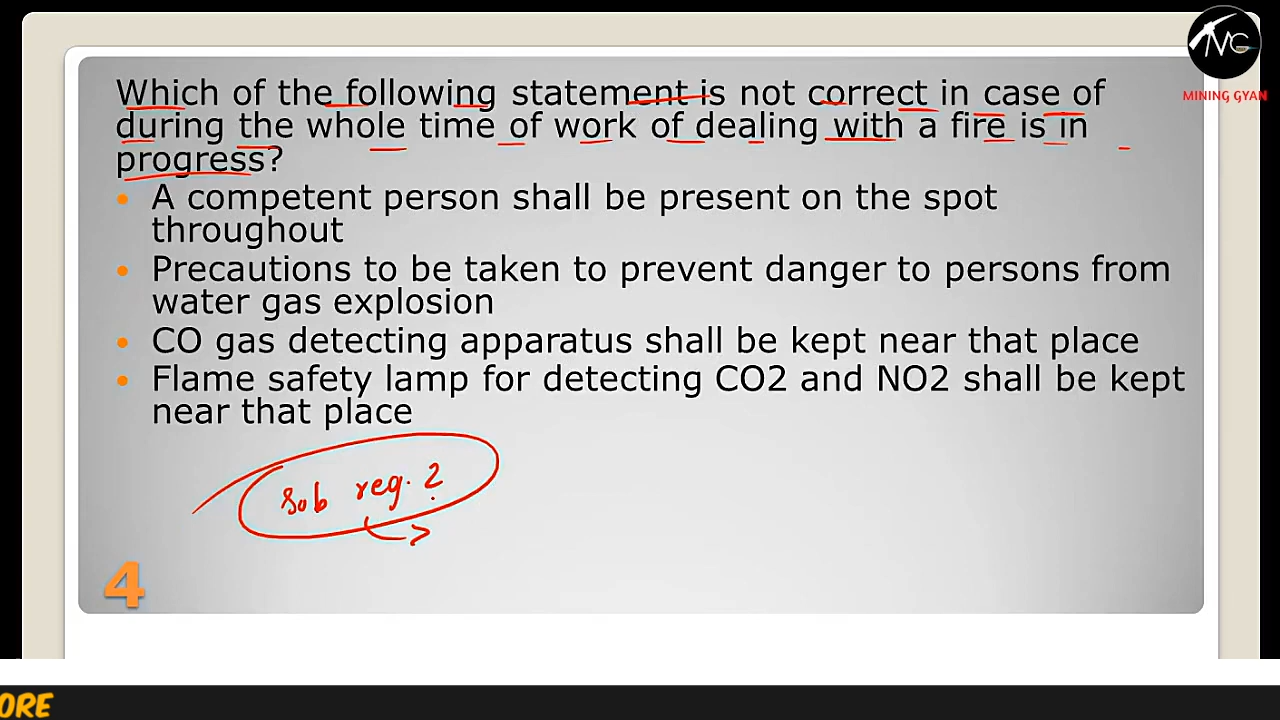 MC
MINING GYAN
Which of the following statement is not correct in case of
during the whole time of work of dealing with a fire is in
progress?
• A competent person shall be present on the spot
throughout
• Precautions to be taken to prevent danger to persons from
water gas explosion
• CO gas detecting apparatus shall be kept near that place
• Flame safety lamp for detecting CO2 and NO2 shall be kept
near that place
Sub reg. 2
4
ORE